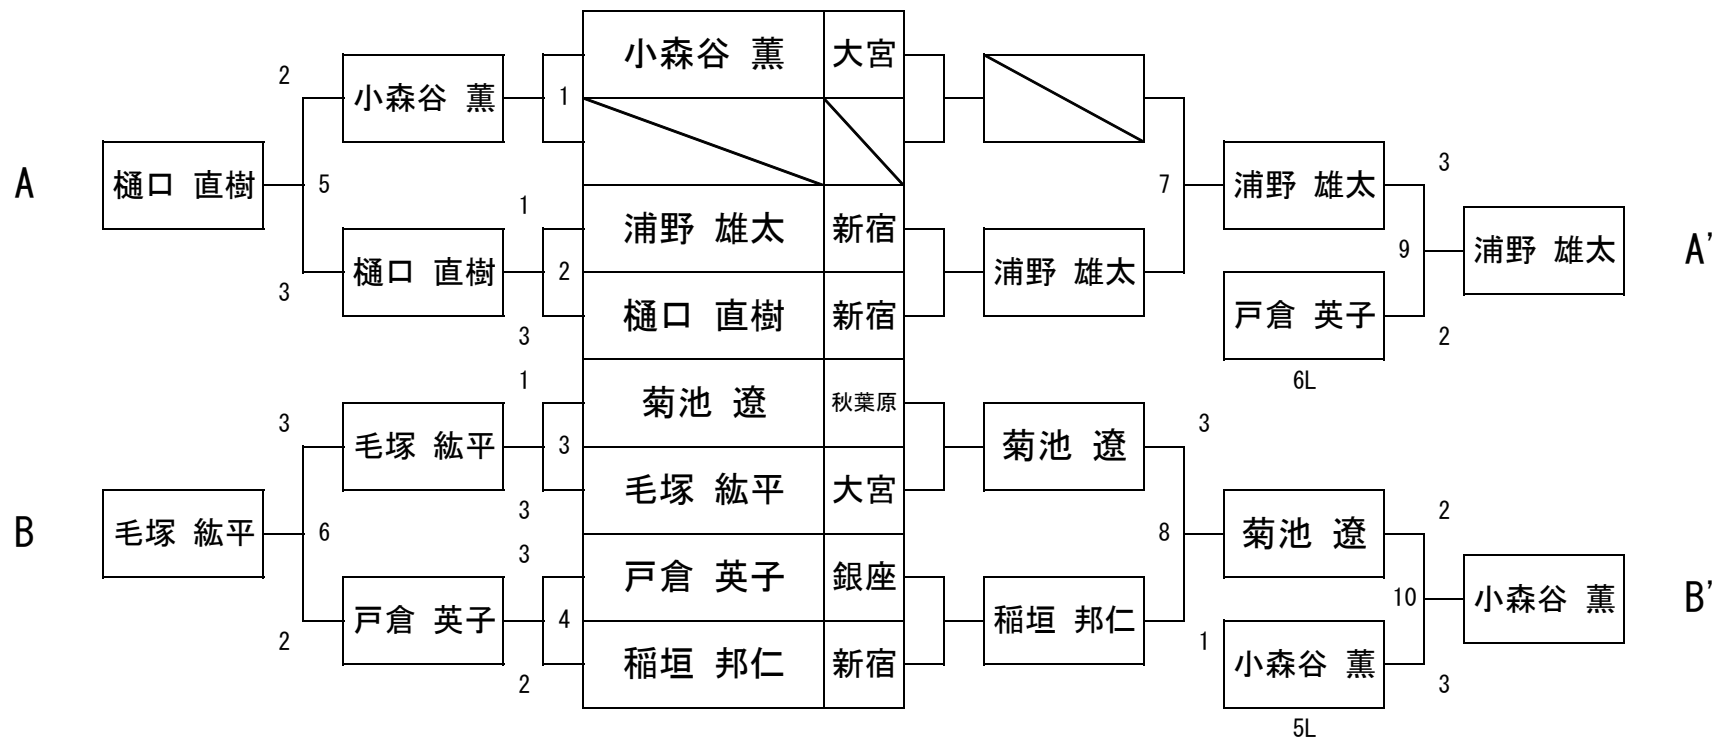 小森谷 薫 大宮
2 小森谷 薫 1
A 樋口 直樹 5 7 浦野 雄太 3
1 浦野 雄太 新宿
9 浦野 雄太 A'
3 樋口 直樹 2 浦野 雄太
3 樋口 直樹 新宿 戸倉 英子 2
6L
1 菊池 遼 秋葉原
3 毛塚 紘平 3 菊池 遼 3
3 毛塚 紘平 大宮
B 毛塚 紘平 6 8 菊池 遼 2
3 戸倉 英子 銀座
10 小森谷 薫 B'
2 戸倉 英子 4 稲垣 邦仁 1
2 稲垣 邦仁 新宿 小森谷 薫 3
5L